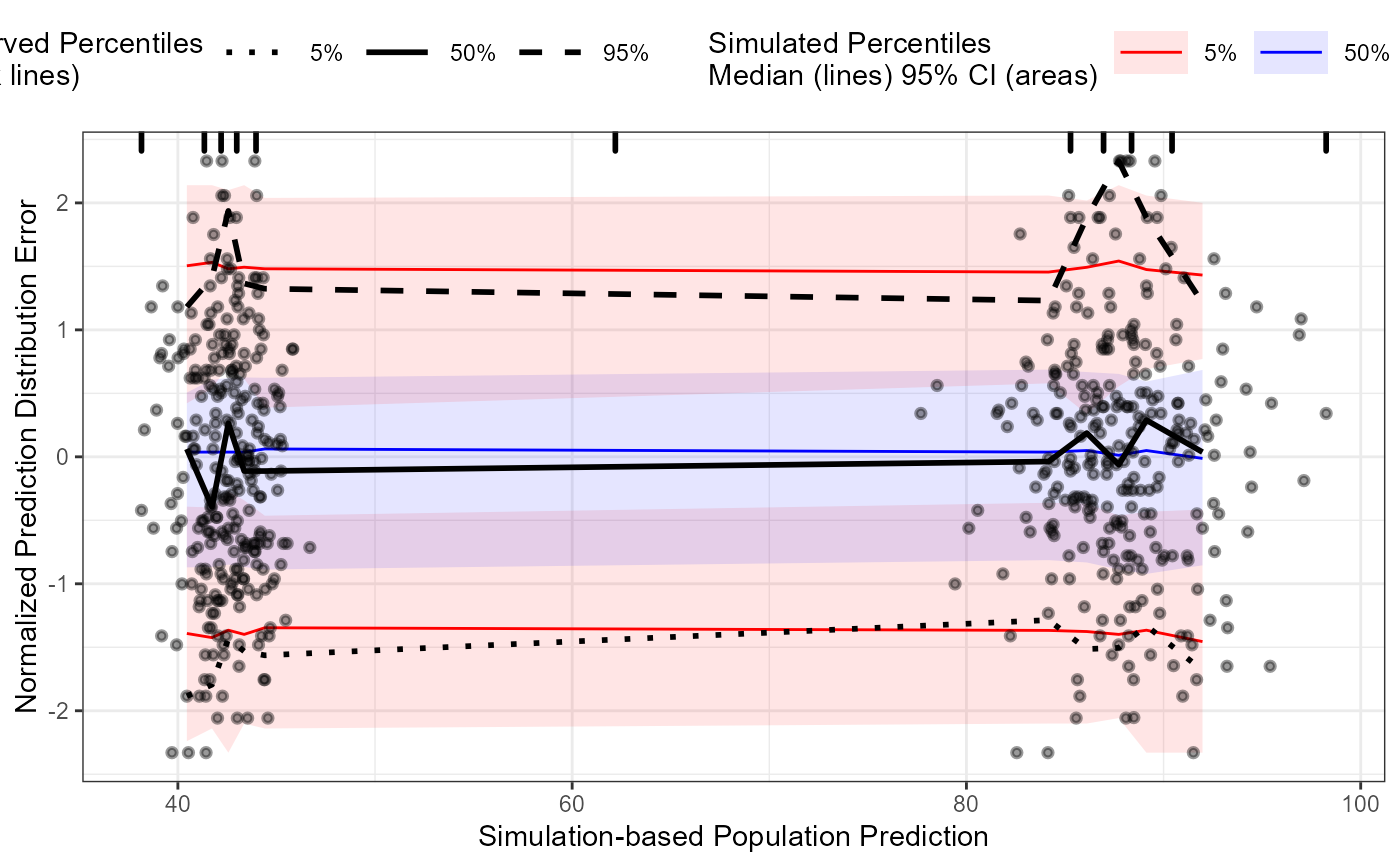 rved Percentiles
lines)
5%
50%
95%
Simulated Percentiles
Median (lines) 95% CI (areas)
5%
50%
Normalized Prediction Distribution Error
2
1
0
-1
-2
40
60
80
100
Simulation-based Population Prediction